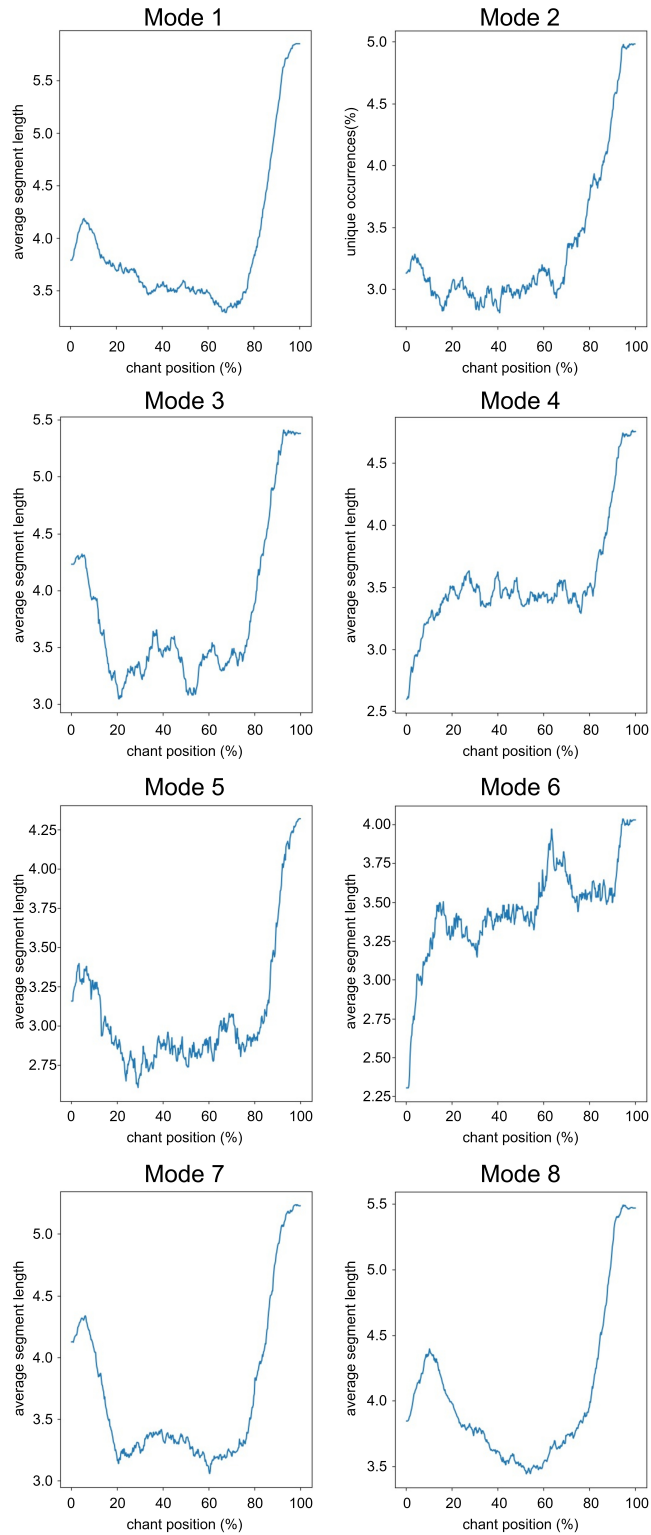 Mode 1
average segment length
5.5
5.0
4.5
4.0
3.5
0 20 40 60 80 100
chant position (%)
Mode 2
unique occurrences(%)
5.0
4.5
4.0
3.5
3.0
0 20 40 60 80 100
chant position (%)
Mode 3
average segment length
5.5
5.0
4.5
4.0
3.5
3.0
0 20 40 60 80 100
chant position (%)
Mode 4
average segment length
4.5
4.0
3.5
3.0
2.5
0 20 40 60 80 100
chant position (%)
Mode 5
average segment length
4.25
4.00
3.75
3.50
3.25
3.00
2.75
0 20 40 60 80 100
chant position (%)
Mode 6
average segment length
4.00
3.75
3.50
3.25
3.00
2.75
2.50
2.25
0 20 40 60 80 100
chant position (%)
Mode 7
average segment length
5.0
4.5
4.0
3.5
3.0
0 20 40 60 80 100
chant position (%)
Mode 8
average segment length
5.5
5.0
4.5
4.0
3.5
0 20 40 60 80 100
chant position (%)